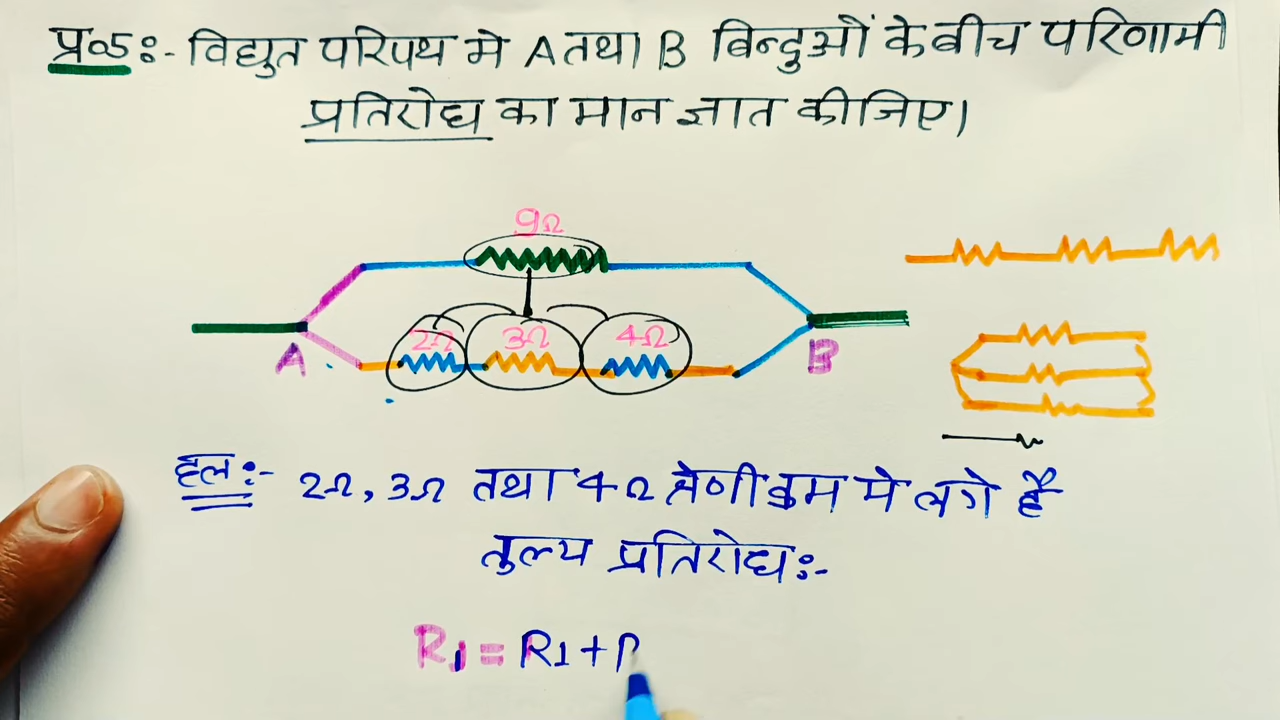 प्र०5:- विद्युत परिपथ मे A तथा B बिन्दुओं के बीच परिणामी
प्रतिरोध का मान ज्ञात कीजिए।
9Ω
2Ω 3Ω 4Ω
A B
हल:- 2Ω, 3Ω तथा 4Ω श्रेणीक्रम मे लगे है
तुल्य प्रतिरोध:-
R1 = R1 +